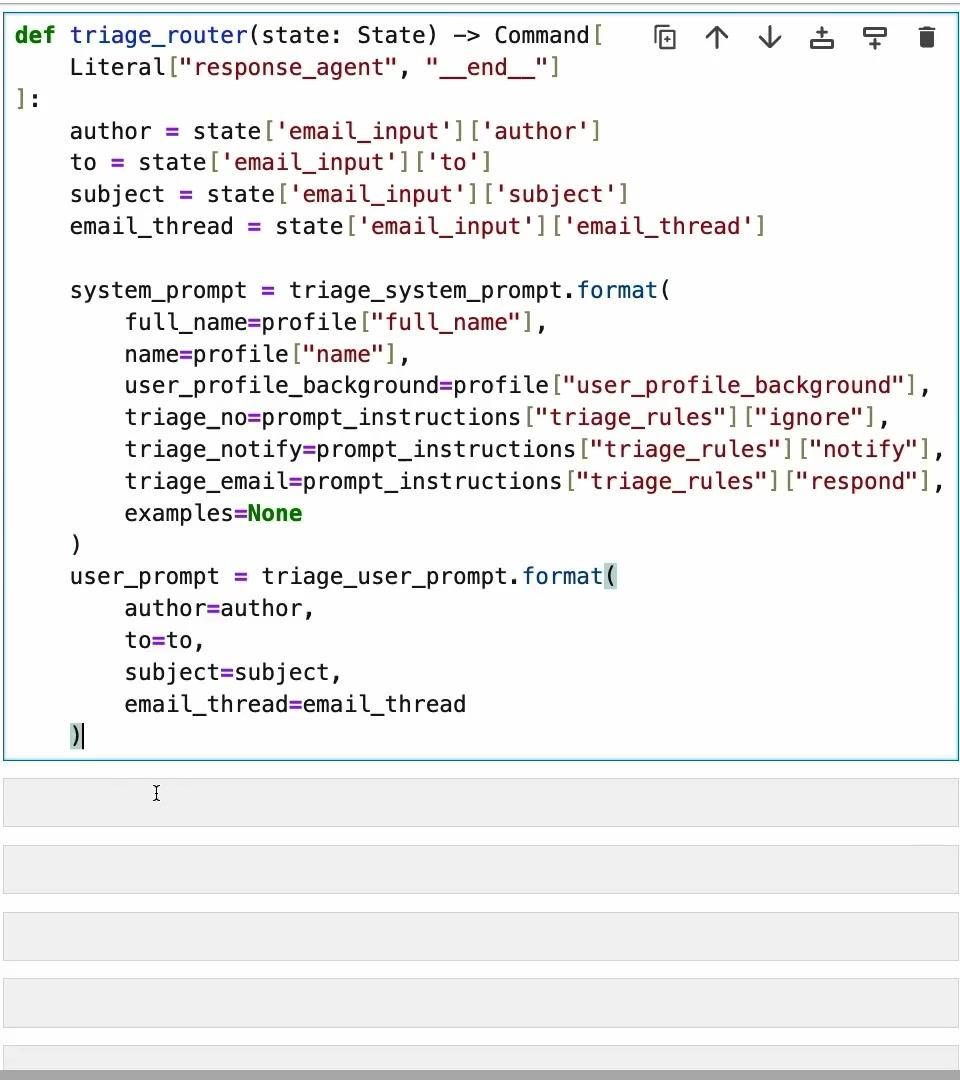 def triage_router(state: State) -> Command[
    Literal["response_agent", "__end__"]
]:
    author = state['email_input']['author']
    to = state['email_input']['to']
    subject = state['email_input']['subject']
    email_thread = state['email_input']['email_thread']

    system_prompt = triage_system_prompt.format(
        full_name=profile["full_name"],
        name=profile["name"],
        user_profile_background=profile["user_profile_background"],
        triage_no=prompt_instructions["triage_rules"]["ignore"],
        triage_notify=prompt_instructions["triage_rules"]["notify"],
        triage_email=prompt_instructions["triage_rules"]["respond"],
        examples=None
    )
    user_prompt = triage_user_prompt.format(
        author=author,
        to=to,
        subject=subject,
        email_thread=email_thread
    )